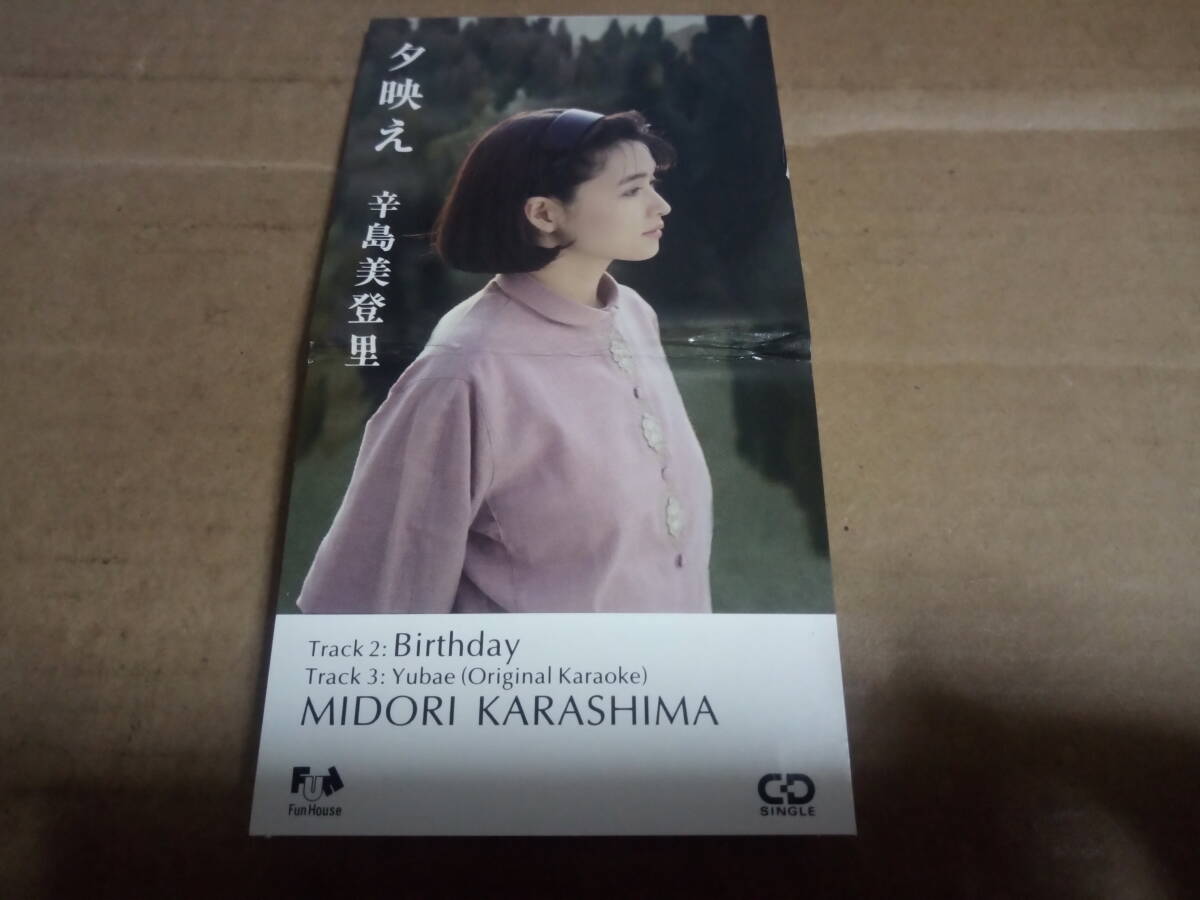 夕映え
辛島美登里
Track 2: Birthday
Track 3: Yubae (Original Karaoke)
MIDORI KARASHIMA
FUN
Fun House
CD
SINGLE